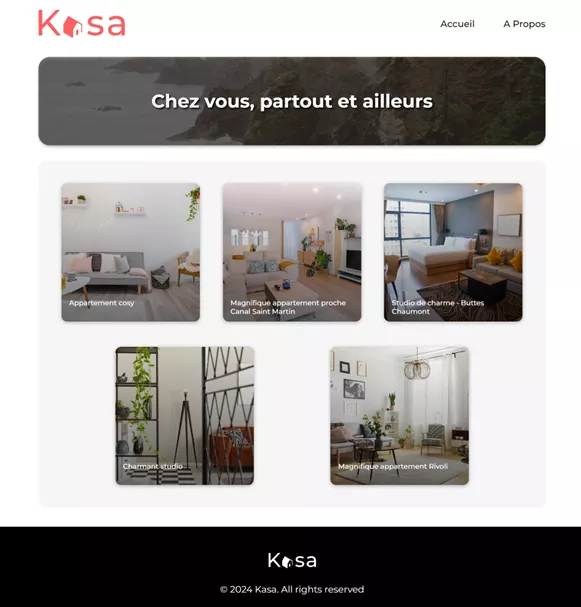 Kasa
Accueil
A Propos
Chez vous, partout et ailleurs
Appartement cosy
Magnifique appartement proche
Canal Saint Martin
Studio de charme - Buttes
Chaumont
Charmant studio
Magnifique appartement Rivoli
Kasa
© 2024 Kasa. All rights reserved